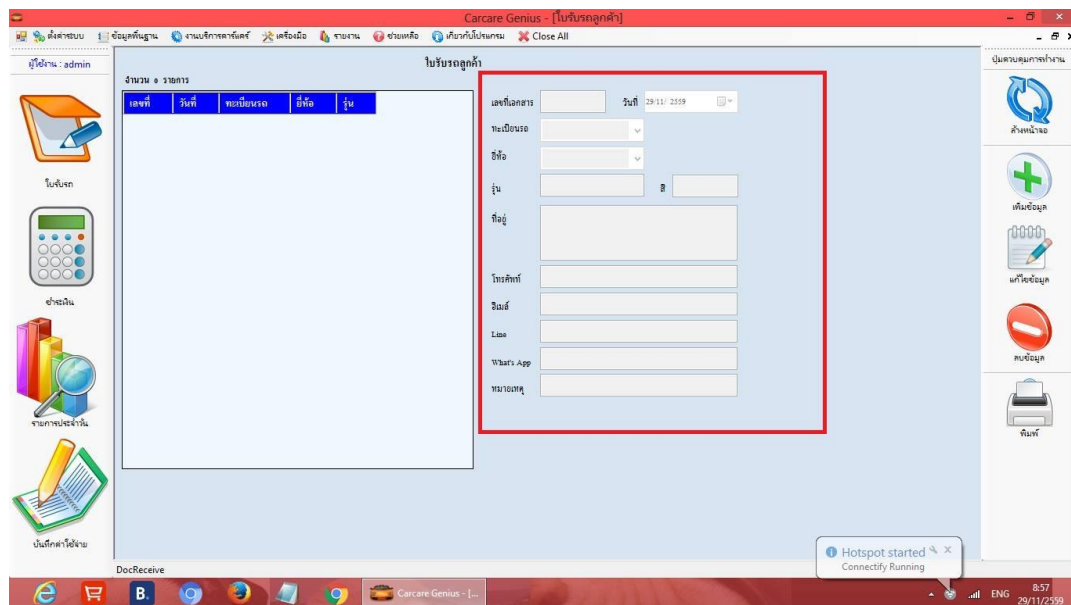 Carcare Genius - [ใบรับรถลูกค้า]
ตั้งค่าระบบ ข้อมูลพื้นฐาน งานบริการคาร์แคร์ เครื่องมือ รายงาน ช่วยเหลือ เกี่ยวกับโปรแกรม Close All
ผู้ใช้งาน : admin
ใบรับรถ
ชำระเงิน
รายการประจำวัน
บันทึกค่าใช้จ่าย
ใบรับรถลูกค้า
จำนวน 0 รายการ
เลขที่ วันที่ ทะเบียนรถ ยี่ห้อ รุ่น
เลขที่เอกสาร วันที่ 29/11/ 2559
ทะเบียนรถ
ยี่ห้อ
รุ่น สี
ที่อยู่
โทรศัพท์
อีเมล์
Line
What's App
หมายเหตุ
ปุ่มควบคุมการทำงาน
ล้างหน้าจอ
เพิ่มข้อมูล
แก้ไขข้อมูล
ลบข้อมูล
พิมพ์
DocReceive
Hotspot started
Connectify Running
B.
Carcare Genius - [...
ENG
8:57
29/11/2559